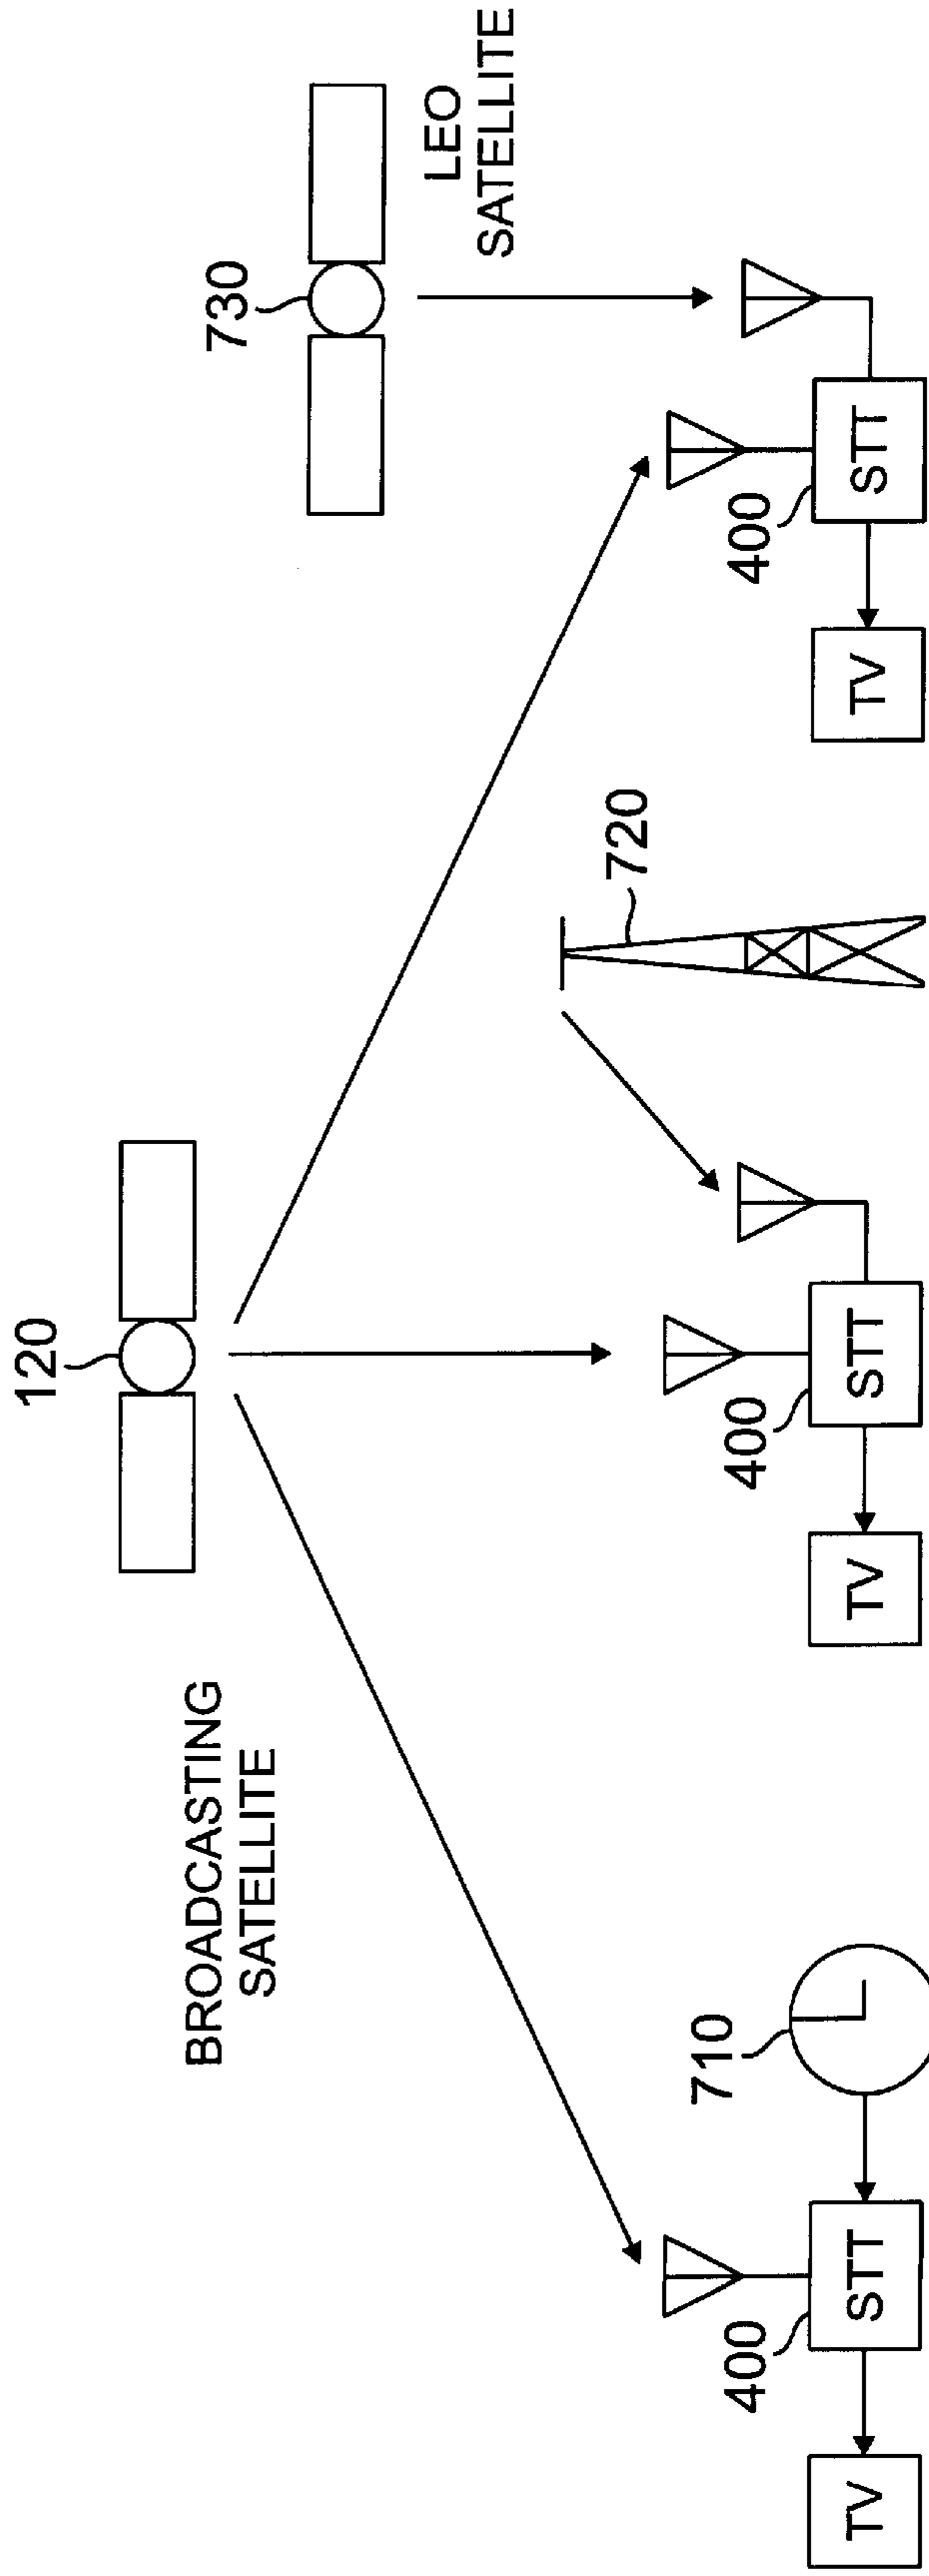 120
BROADCASTING
SATELLITE
730
LEO
SATELLITE
720
710
400
400
400
TV
STT
TV
STT
TV
STT